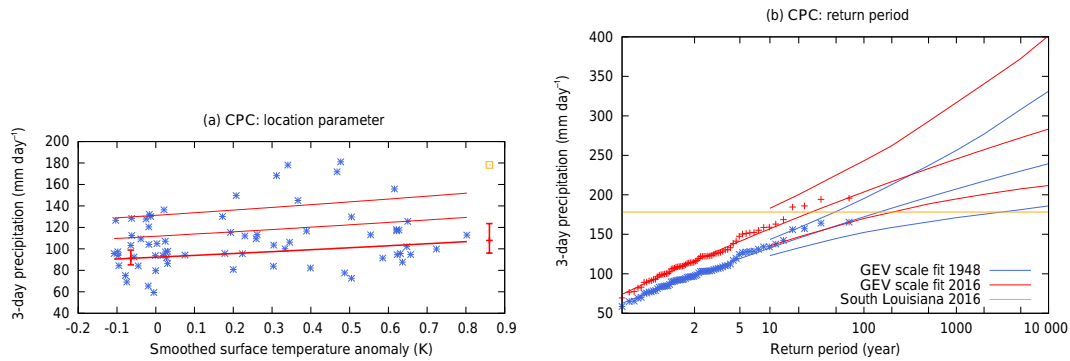 (a) CPC: location parameter
3-day precipitation (mm day⁻¹)
200
180
160
140
120
100
80
60
40
-0.2 -0.1 0 0.1 0.2 0.3 0.4 0.5 0.6 0.7 0.8 0.9
Smoothed surface temperature anomaly (K)
(b) CPC: return period
3-day precipitation (mm day⁻¹)
400
350
300
250
200
150
100
50
GEV scale fit 1948
GEV scale fit 2016
South Louisiana 2016
2 5 10 100 1000 10 000
Return period (year)